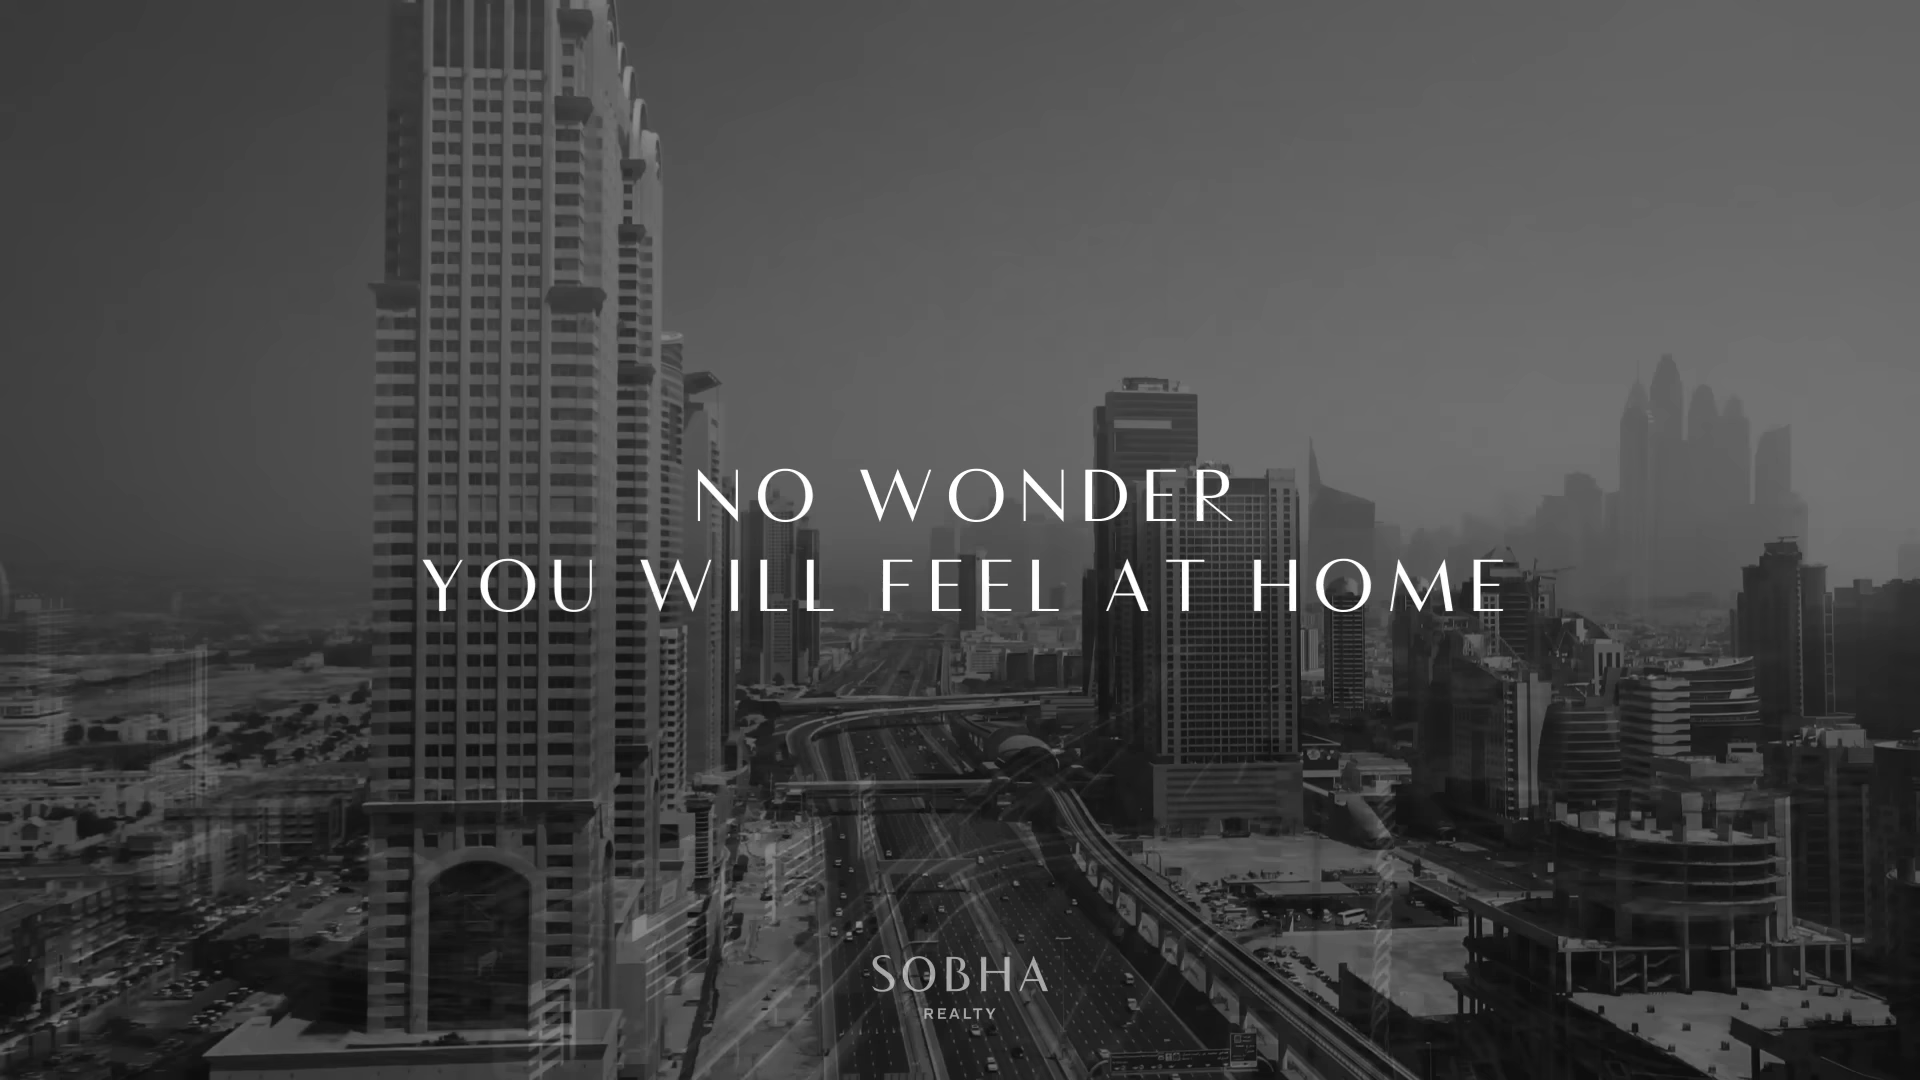 NO WONDER
YOU WILL FEEL AT HOME
SOBHA
REALTY